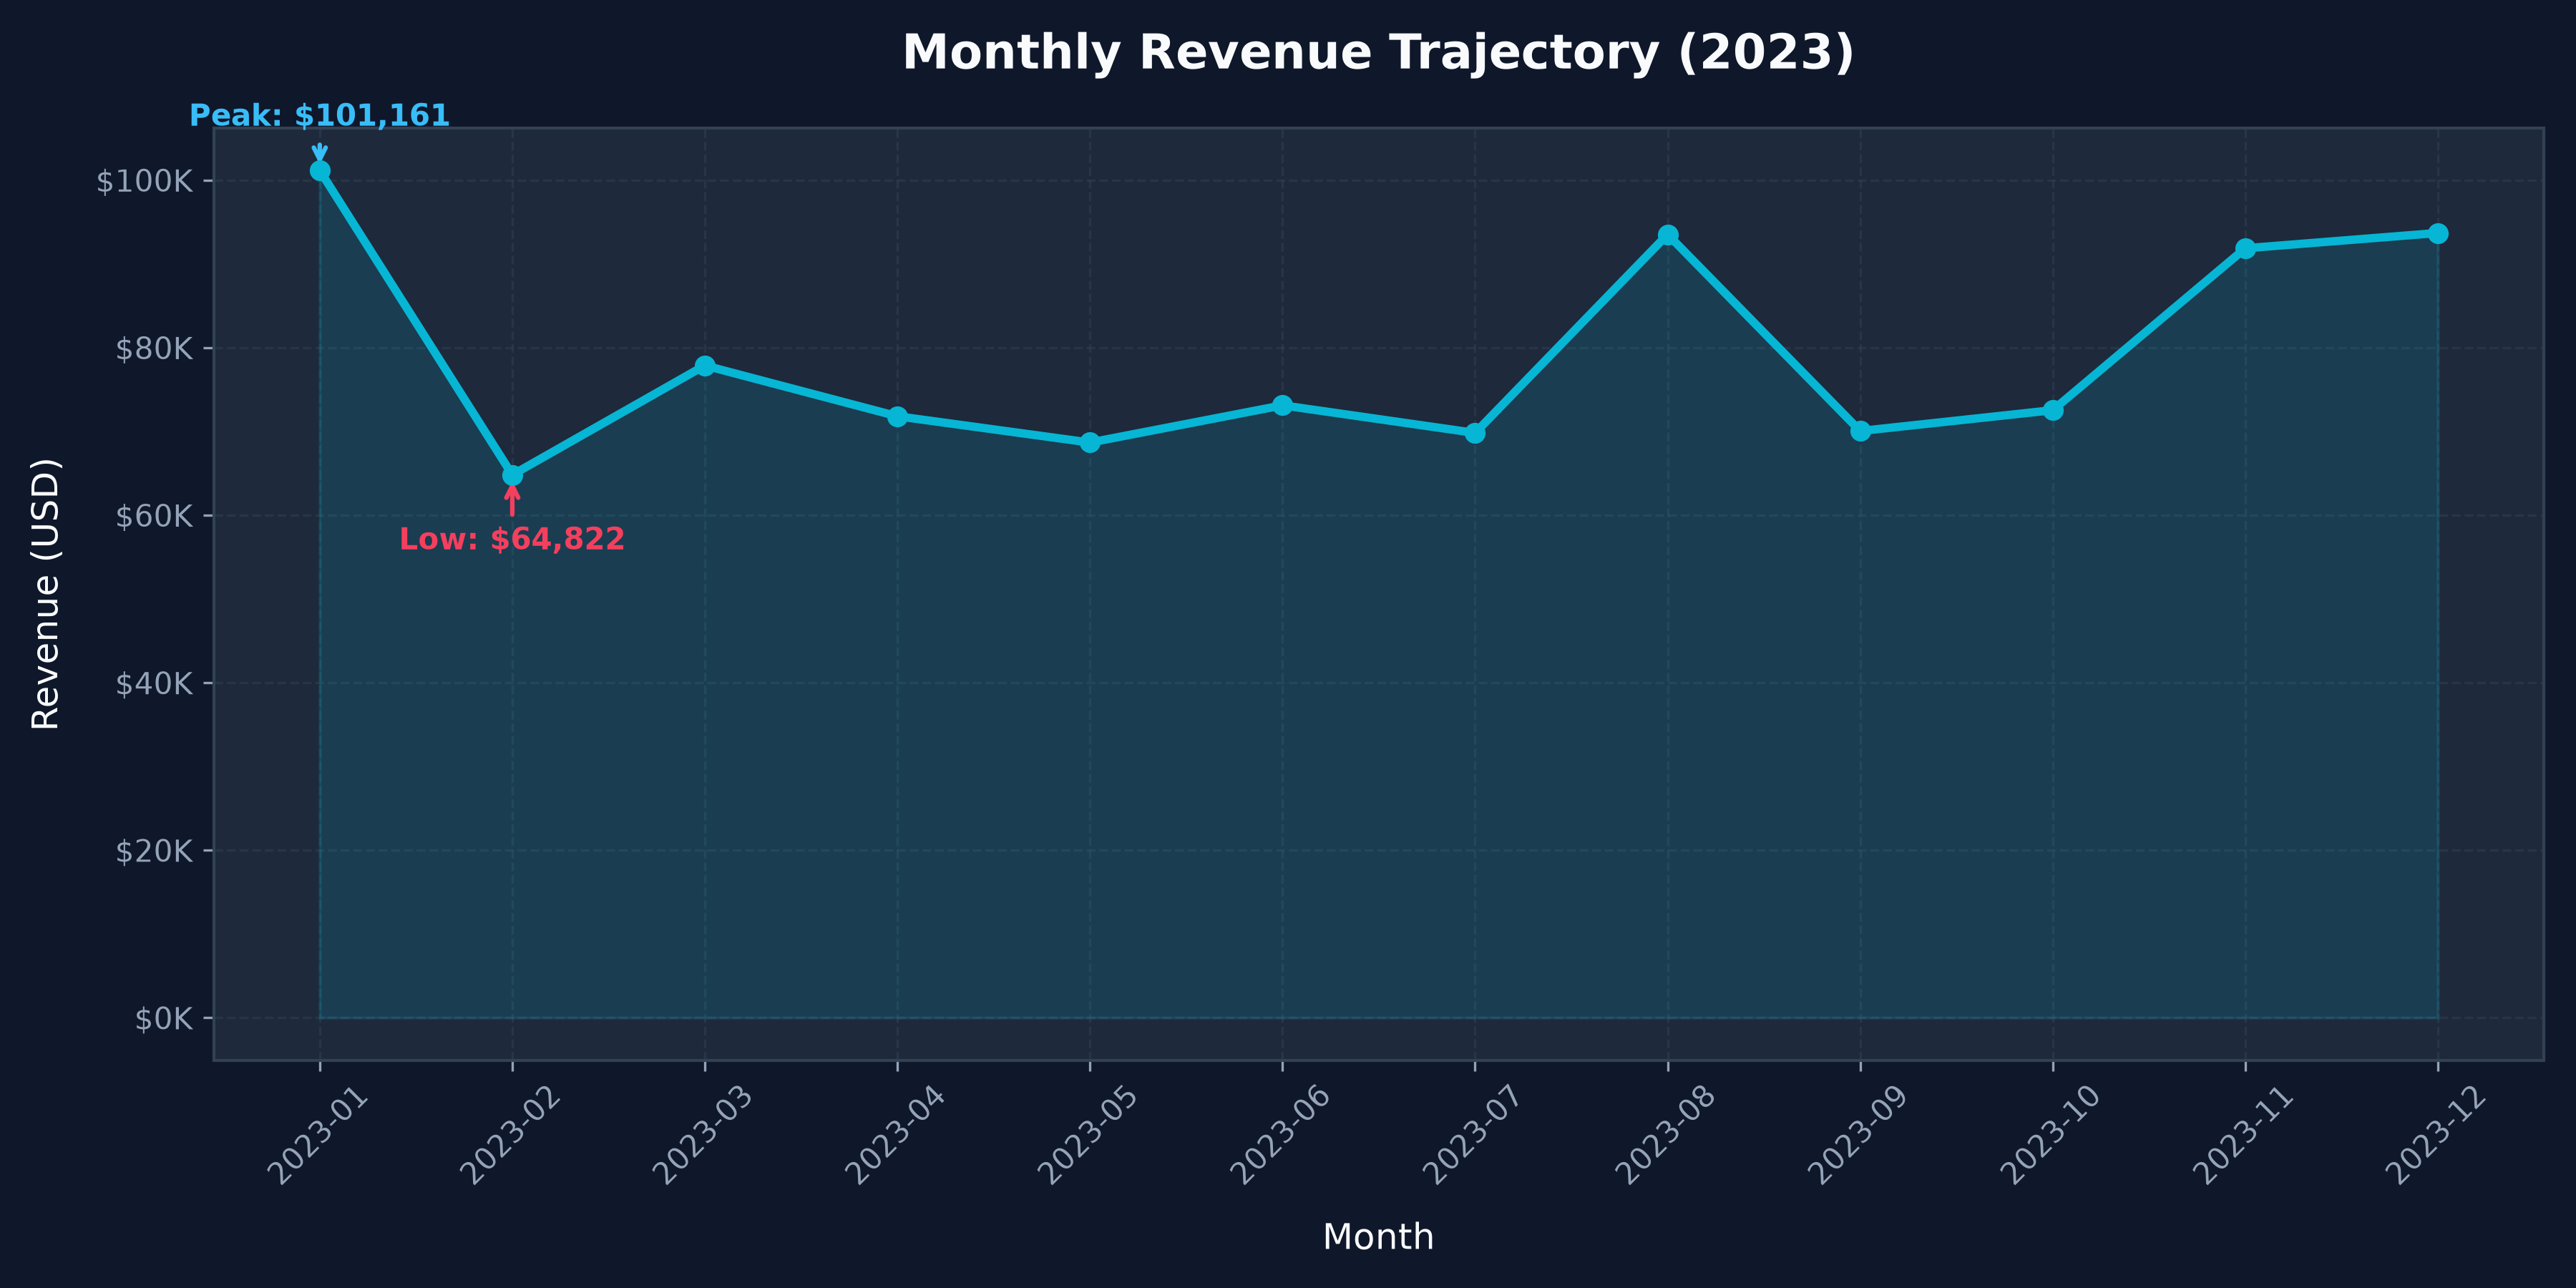 Monthly Revenue Trajectory (2023)
Peak: $101,161
$100K
$80K
$60K
$40K
$20K
$0K
Low: $64,822
Revenue (USD)
2023-01
2023-02
2023-03
2023-04
2023-05
2023-06
2023-07
2023-08
2023-09
2023-10
2023-11
2023-12
Month